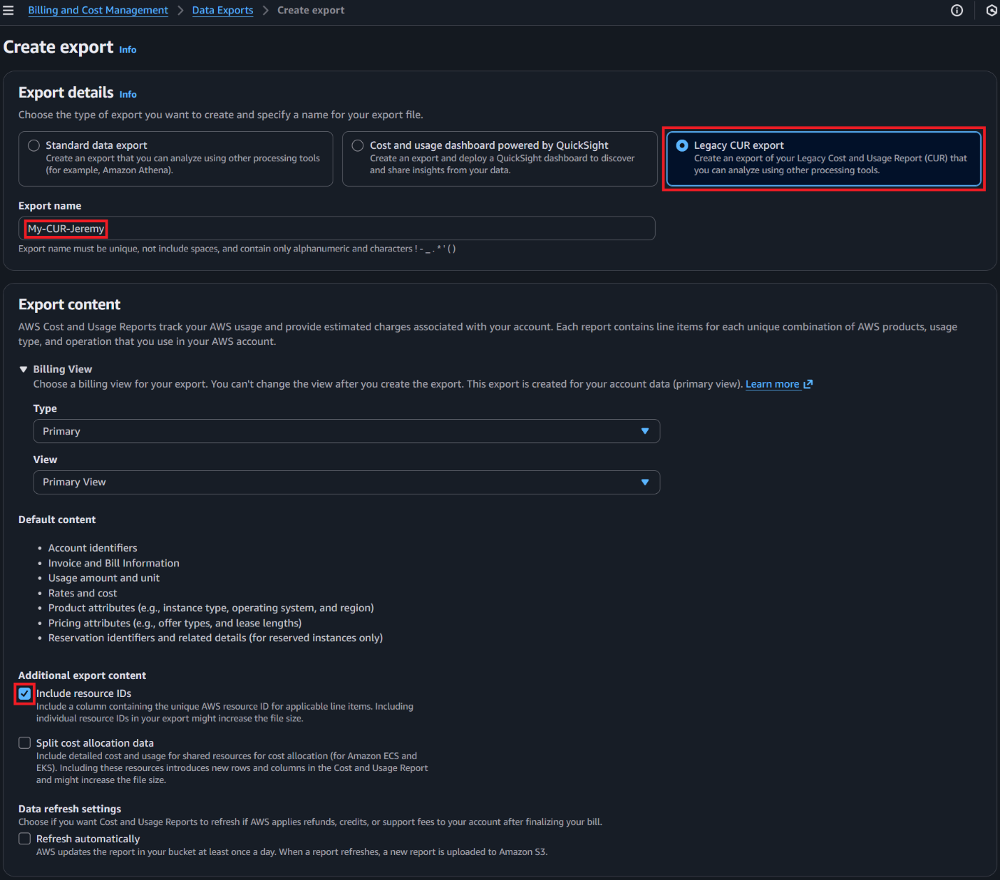 Billing and Cost Management > Data Exports > Create export
Create export Info
Export details Info
Choose the type of export you want to create and specify a name for your export file.
Standard data export
Create an export that you can analyze using other processing tools
(for example, Amazon Athena).
Cost and usage dashboard powered by QuickSight
Create an export and deploy a QuickSight dashboard to discover
and share insights from your data.
Legacy CUR export
Create an export of your Legacy Cost and Usage Report (CUR) that
you can analyze using other processing tools.
Export name
My-CUR-Jeremy
Export name must be unique, not include spaces, and contain only alphanumeric and characters ! - _ . * ' ( )
Export content
AWS Cost and Usage Reports track your AWS usage and provide estimated charges associated with your account. Each report contains line items for each unique combination of AWS products, usage
type, and operation that you use in your AWS account.
Billing View
Choose a billing view for your export. You can't change the view after you create the export. This export is created for your account data (primary view). Learn more
Type
Primary
View
Primary View
Default content
• Account identifiers
• Invoice and Bill Information
• Usage amount and unit
• Rates and cost
• Product attributes (e.g., instance type, operating system, and region)
• Pricing attributes (e.g., offer types, and lease lengths)
• Reservation identifiers and related details (for reserved instances only)
Additional export content
Include resource IDs
Include a column containing the unique AWS resource ID for applicable line items. Including
individual resource IDs in your export might increase the file size.
Split cost allocation data
Include detailed cost and usage for shared resources for cost allocation (for Amazon ECS and
EKS). Including these resources introduces new rows and columns in the Cost and Usage Report
and might increase the file size.
Data refresh settings
Choose if you want Cost and Usage Reports to refresh if AWS applies refunds, credits, or support fees to your account after finalizing your bill.
Refresh automatically
AWS updates the report in your bucket at least once a day. When a report refreshes, a new report is uploaded to Amazon S3.